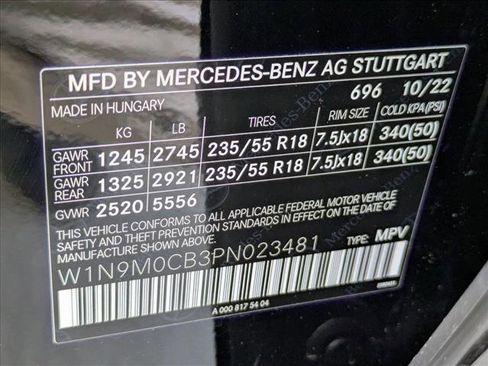 MFD BY MERCEDES-BENZ AG STUTTGART
MADE IN HUNGARY 696 10/22
KG LB TIRES RIM SIZE COLD KPA(PSI)
GAWR FRONT 1245 2745 235/55 R18 7.5Jx18 340(50)
GAWR REAR 1325 2921 235/55 R18 7.5Jx18 340(50)
GVWR 2520 5556
THIS VEHICLE CONFORMS TO ALL APPLICABLE FEDERAL MOTOR VEHICLE
SAFETY AND THEFT PREVENTION STANDARDS IN EFFECT ON THE
DATE OF MANUFACTURE SHOWN ABOVE.
W1N9M0CB3PN023481 TYPE: MPV
A 000 817 54 04